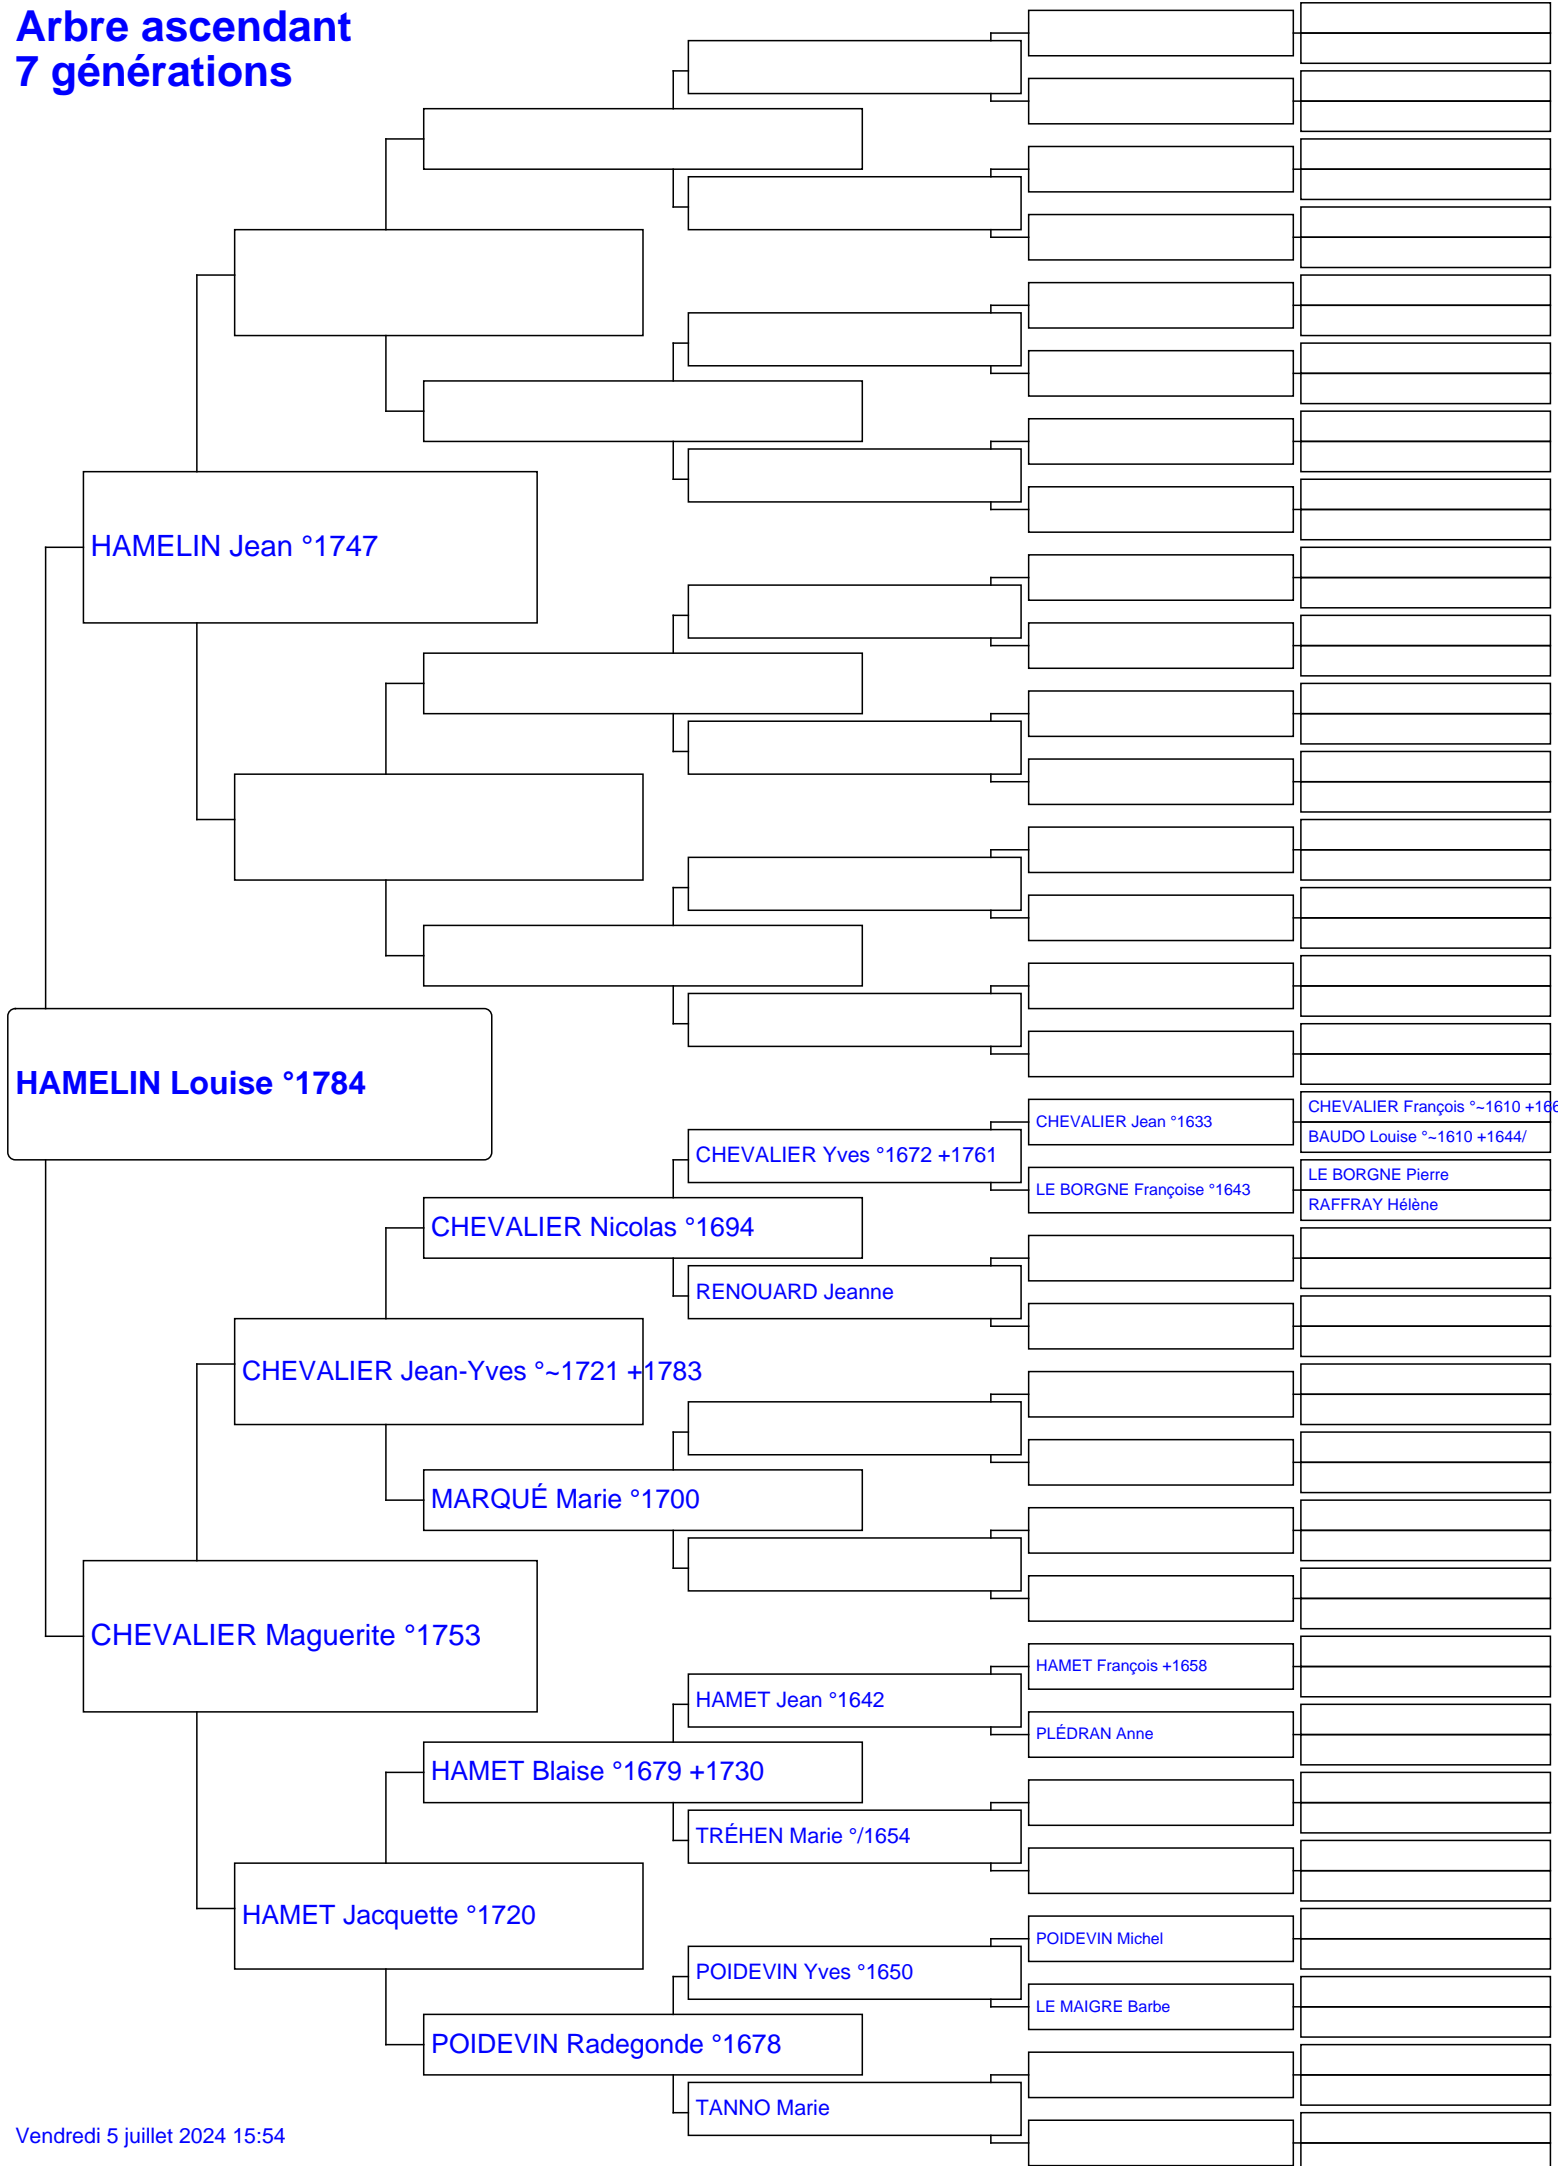 Arbre ascendant
7 générations
HAMELIN Jean °1747
HAMELIN Louise °1784
CHEVALIER François °~1610 +166
CHEVALIER Jean °1633
BAUDO Louise °~1610 +1644/
CHEVALIER Yves °1672 +1761
LE BORGNE Pierre
LE BORGNE Françoise °1643
RAFFRAY Hélène
CHEVALIER Nicolas °1694
RENOUARD Jeanne
CHEVALIER Jean-Yves °~1721 +1783
MARQUÉ Marie °1700
CHEVALIER Maguerite °1753
HAMET François +1658
HAMET Jean °1642
PLÉDRAN Anne
HAMET Blaise °1679 +1730
TRÉHEN Marie °/1654
HAMET Jacquette °1720
POIDEVIN Michel
POIDEVIN Yves °1650
LE MAIGRE Barbe
POIDEVIN Radegonde °1678
TANNO Marie
Vendredi 5 juillet 2024 15:54